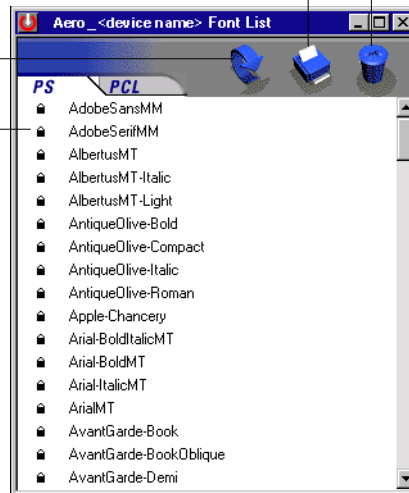 Aero_<device name> Font List
PS PCL
AdobeSansMM
AdobeSerifMM
AlbertusMT
AlbertusMT-Italic
AlbertusMT-Light
AntiqueOlive-Bold
AntiqueOlive-Compact
AntiqueOlive-Italic
AntiqueOlive-Roman
Apple-Chancery
Arial-BoldItalicMT
Arial-BoldMT
Arial-ItalicMT
ArialMT
AvantGarde-Book
AvantGarde-BookOblique
AvantGarde-Demi